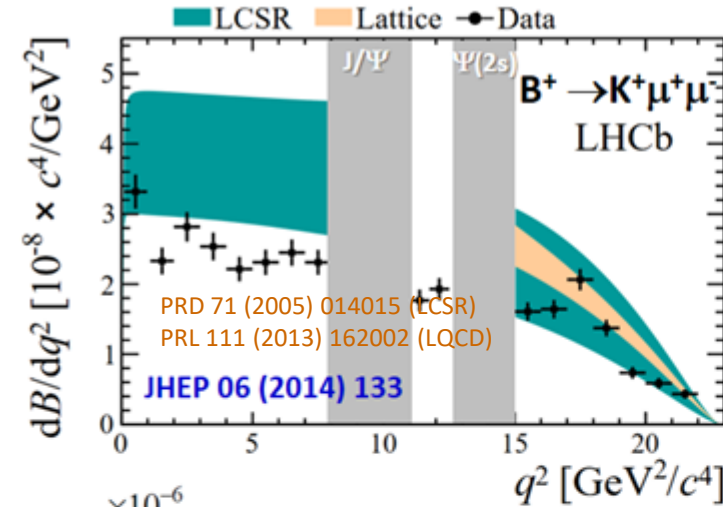 LCSR Lattice Data
J/Ψ Ψ(2s)
B⁺ →K⁺μ⁺μ⁻
LHCb
dB/dq² [10⁻⁸ × c⁴/GeV²]
5
4
3
2
1
0
PRD 71 (2005) 014015 (LCSR)
PRL 111 (2013) 162002 (LQCD)
JHEP 06 (2014) 133
0 5 10 15 20
q² [GeV²/c⁴]
×10⁻⁶